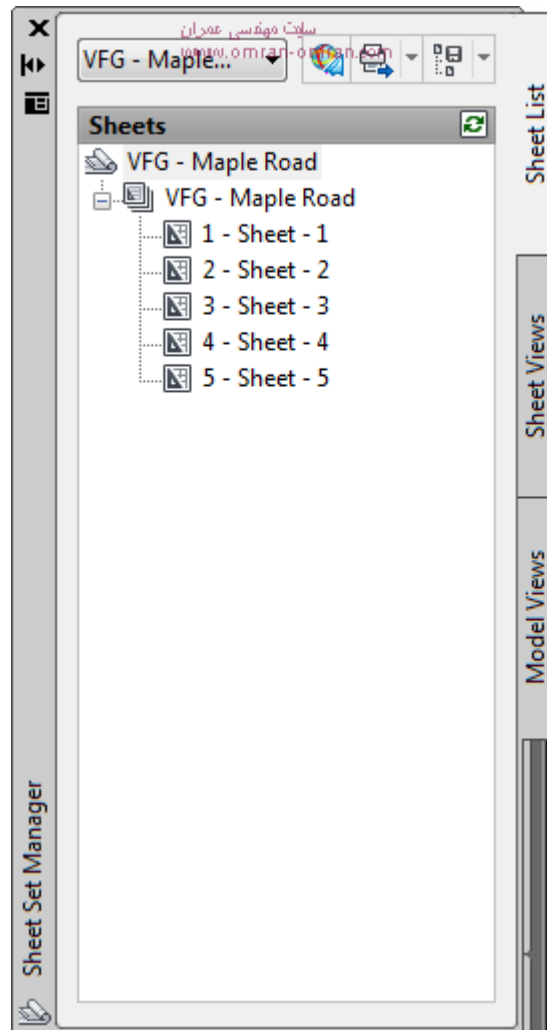 سایت مهندسی عمران
www.omran-omran.com
VFG - Maple...
Sheets
VFG - Maple Road
VFG - Maple Road
1 - Sheet - 1
2 - Sheet - 2
3 - Sheet - 3
4 - Sheet - 4
5 - Sheet - 5
Sheet List
Sheet Views
Model Views
Sheet Set Manager